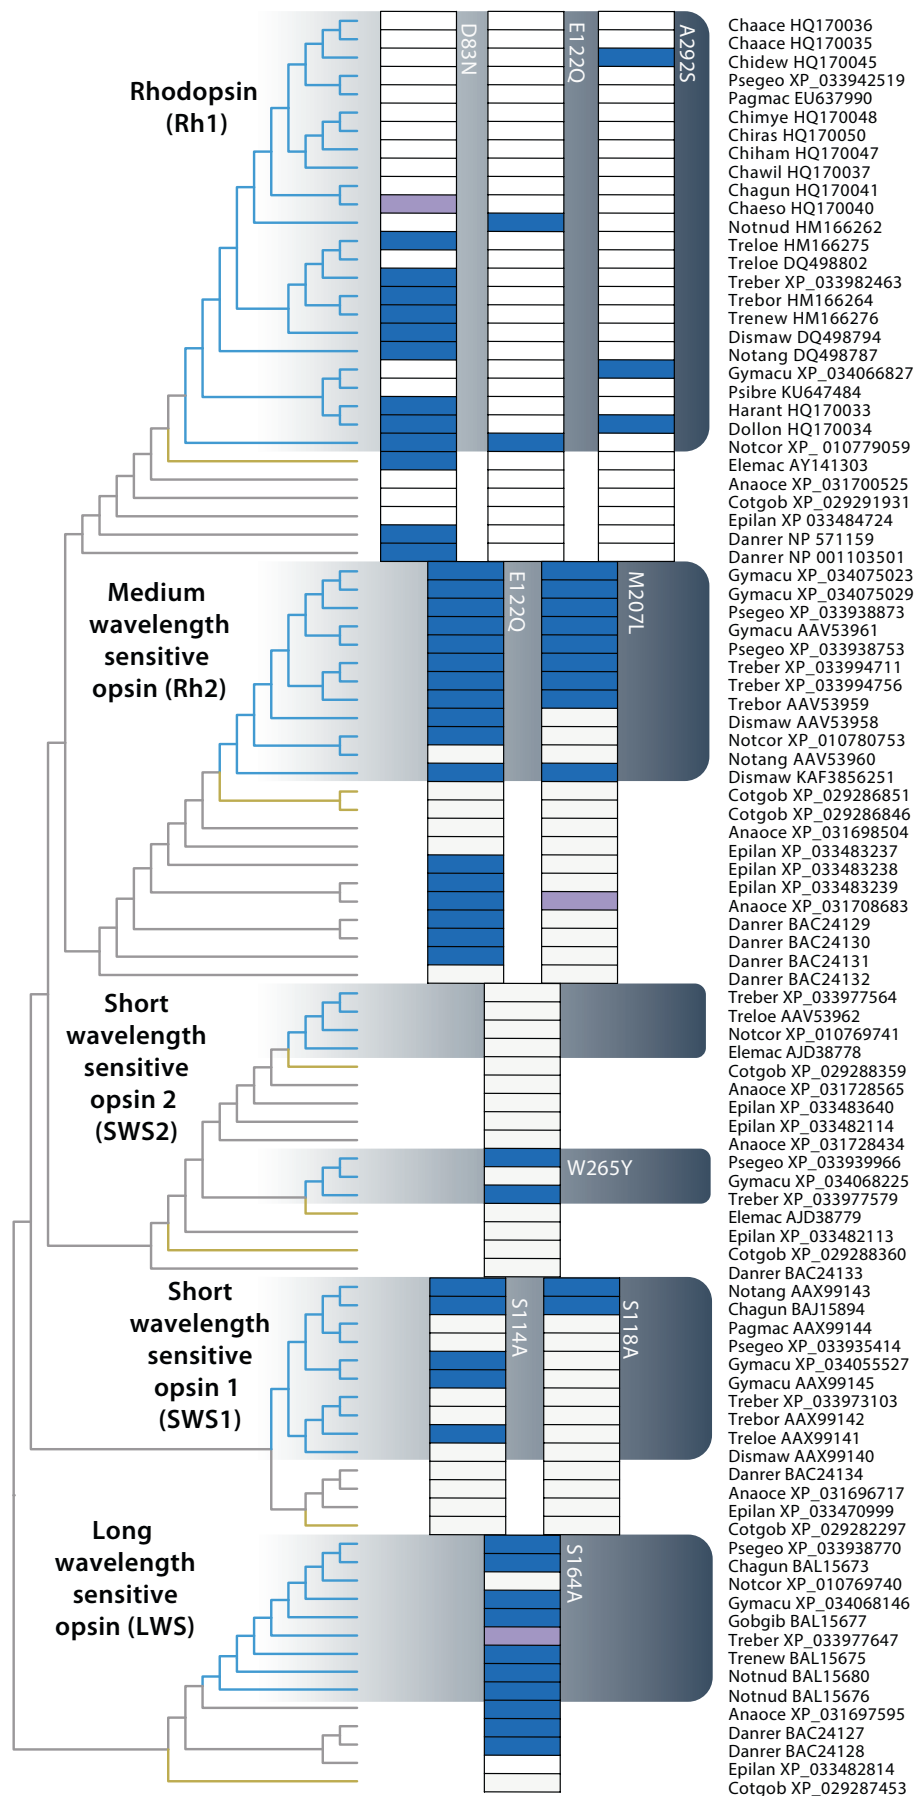 Rhodopsin
(Rh1)
D83N
E122Q
A292S
Chaace HQ170036
Chaace HQ170035
Chidew HQ170045
Psegeo XP_033942519
Pagmac EU637990
Chimye HQ170048
Chiras HQ170050
Chiham HQ170047
Chawil HQ170037
Chagun HQ170041
Chaeso HQ170040
Notnud HM166262
Treloe HM166275
Treloe DQ498802
Treber XP_033982463
Trebor HM166264
Trenew HM166276
Dismaw DQ498794
Notang DQ498787
Gymacu XP_034066827
Psibre KU647484
Harant HQ170033
Dollon HQ170034
Notcor XP_ 010779059
Elemac AY141303
Anaoce XP_031700525
Cotgob XP_029291931
Epilan XP 033484724
Danrer NP 571159
Danrer NP 001103501
Medium
wavelength
sensitive
opsin (Rh2)
E122Q
M207L
Gymacu XP_034075023
Gymacu XP_034075029
Psegeo XP_033938873
Gymacu AAV53961
Psegeo XP_033938753
Treber XP_033994711
Treber XP_033994756
Trebor AAV53959
Dismaw AAV53958
Notcor XP_010780753
Notang AAV53960
Dismaw KAF3856251
Cotgob XP_029286851
Cotgob XP_029286846
Anaoce XP_031698504
Epilan XP_033483237
Epilan XP_033483238
Epilan XP_033483239
Anaoce XP_031708683
Danrer BAC24129
Danrer BAC24130
Danrer BAC24131
Danrer BAC24132
Short
wavelength
sensitive
opsin 2
(SWS2)
W265Y
Treber XP_033977564
Treloe AAV53962
Notcor XP_010769741
Elemac AJD38778
Cotgob XP_029288359
Anaoce XP_031728565
Epilan XP_033483640
Epilan XP_033482114
Anaoce XP_031728434
Psegeo XP_033939966
Gymacu XP_034068225
Treber XP_033977579
Elemac AJD38779
Epilan XP_033482113
Cotgob XP_029288360
Danrer BAC24133
Short
wavelength
sensitive
opsin 1
(SWS1)
S114A
S118A
Notang AAX99143
Chagun BAJ15894
Pagmac AAX99144
Psegeo XP_033935414
Gymacu XP_034055527
Gymacu AAX99145
Treber XP_033973103
Trebor AAX99142
Treloe AAX99141
Dismaw AAX99140
Danrer BAC24134
Anaoce XP_031696717
Epilan XP_033470999
Cotgob XP_029282297
Long
wavelength
sensitive
opsin (LWS)
S164A
Psegeo XP_033938770
Chagun BAL15673
Notcor XP_010769740
Gymacu XP_034068146
Gobgib BAL15677
Treber XP_033977647
Trenew BAL15675
Notnud BAL15680
Notnud BAL15676
Anaoce XP_031697595
Danrer BAC24127
Danrer BAC24128
Epilan XP_033482814
Cotgob XP_029287453